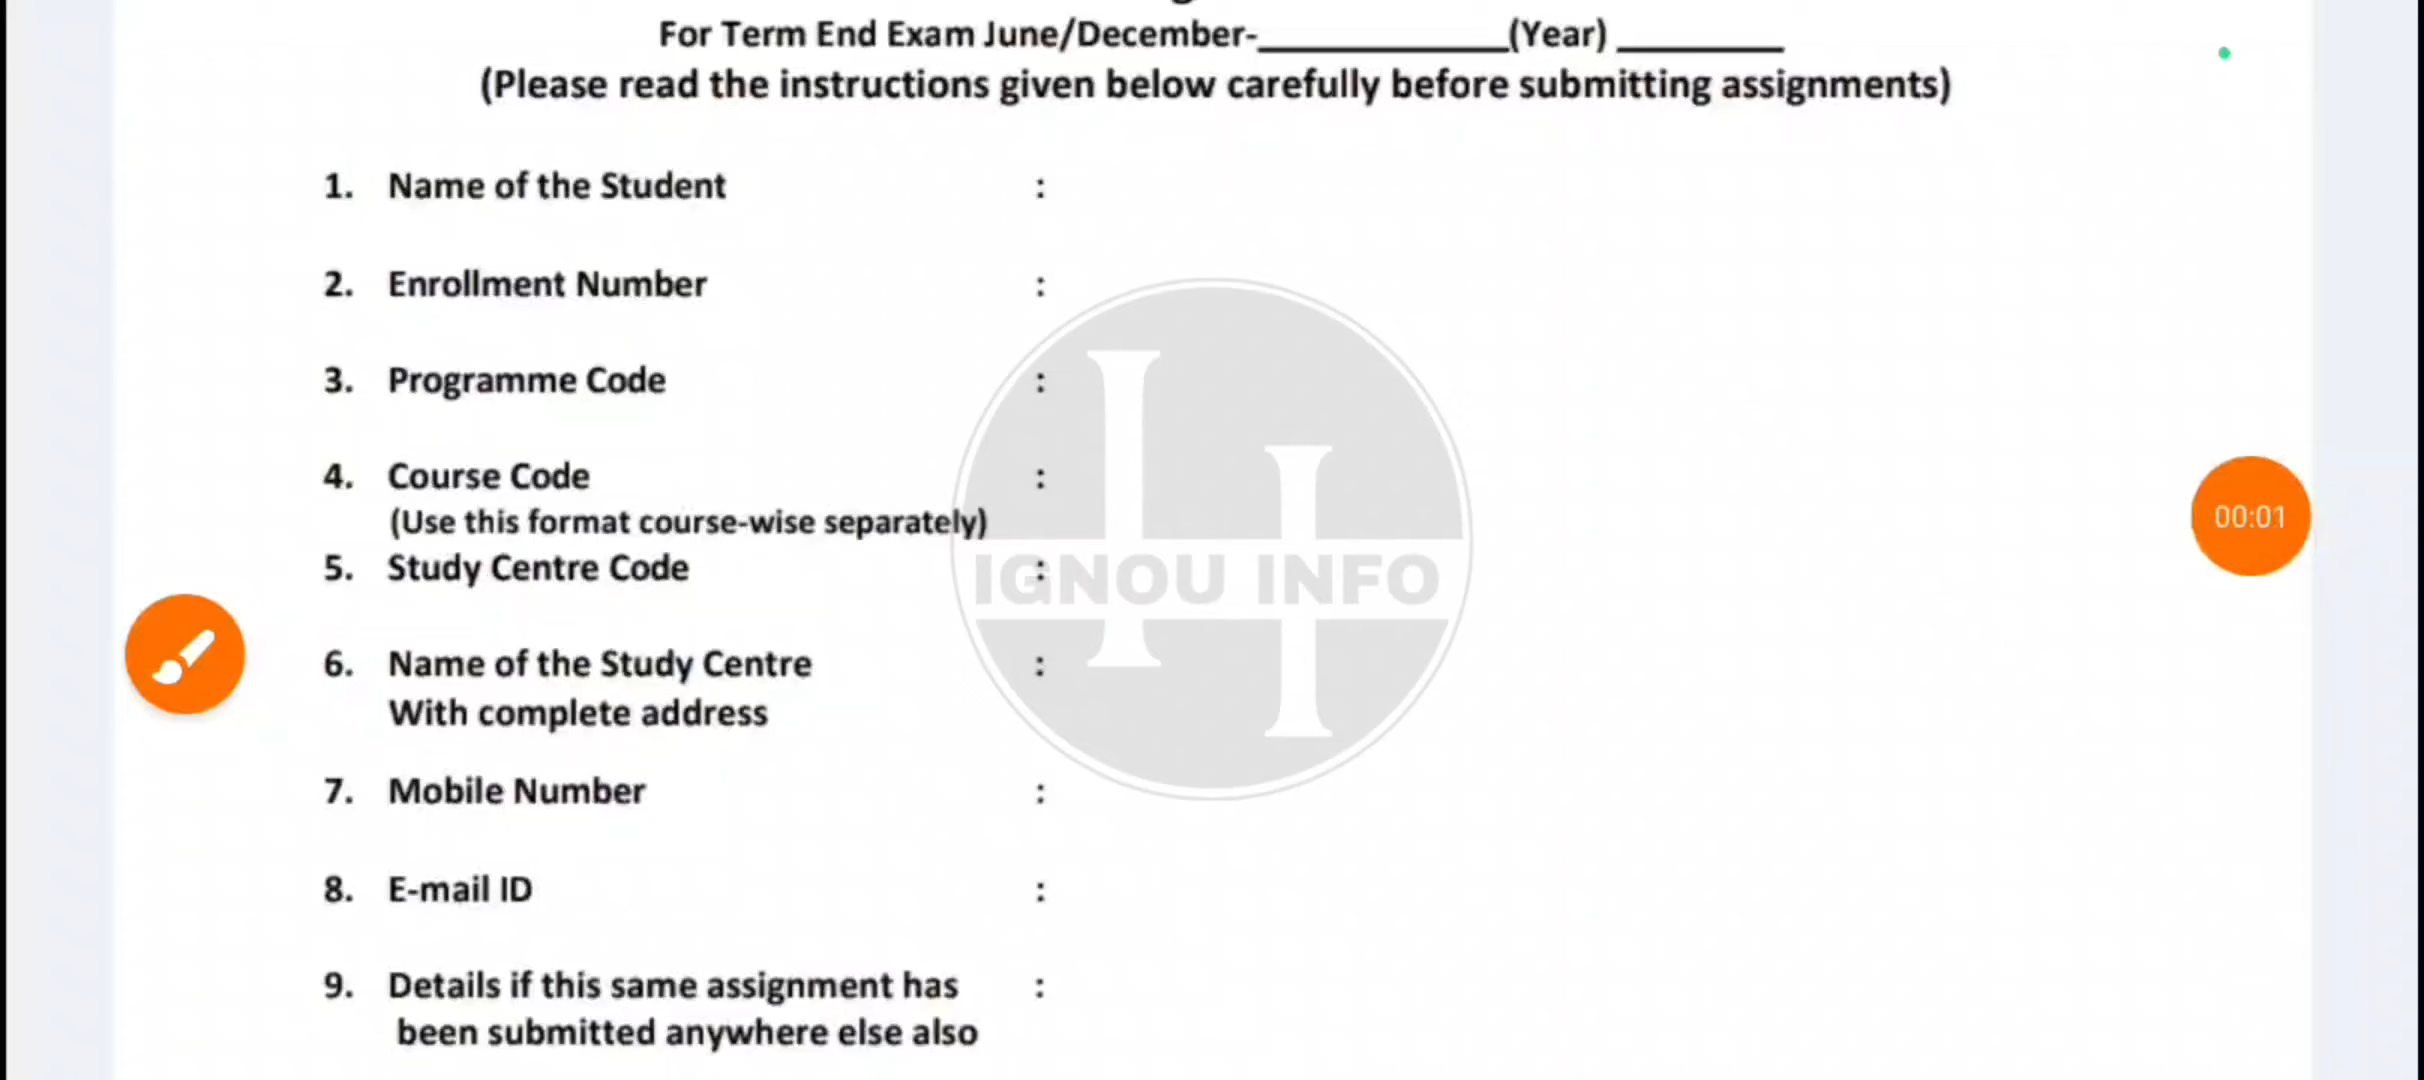 For Term End Exam June/December-____________(Year) ________
(Please read the instructions given below carefully before submitting assignments)
1. Name of the Student :
2. Enrollment Number :
3. Programme Code :
4. Course Code :
(Use this format course-wise separately)
5. Study Centre Code :
6. Name of the Study Centre :
With complete address
7. Mobile Number :
8. E-mail ID :
9. Details if this same assignment has :
been submitted anywhere else also
IGNOU INFO
00:01